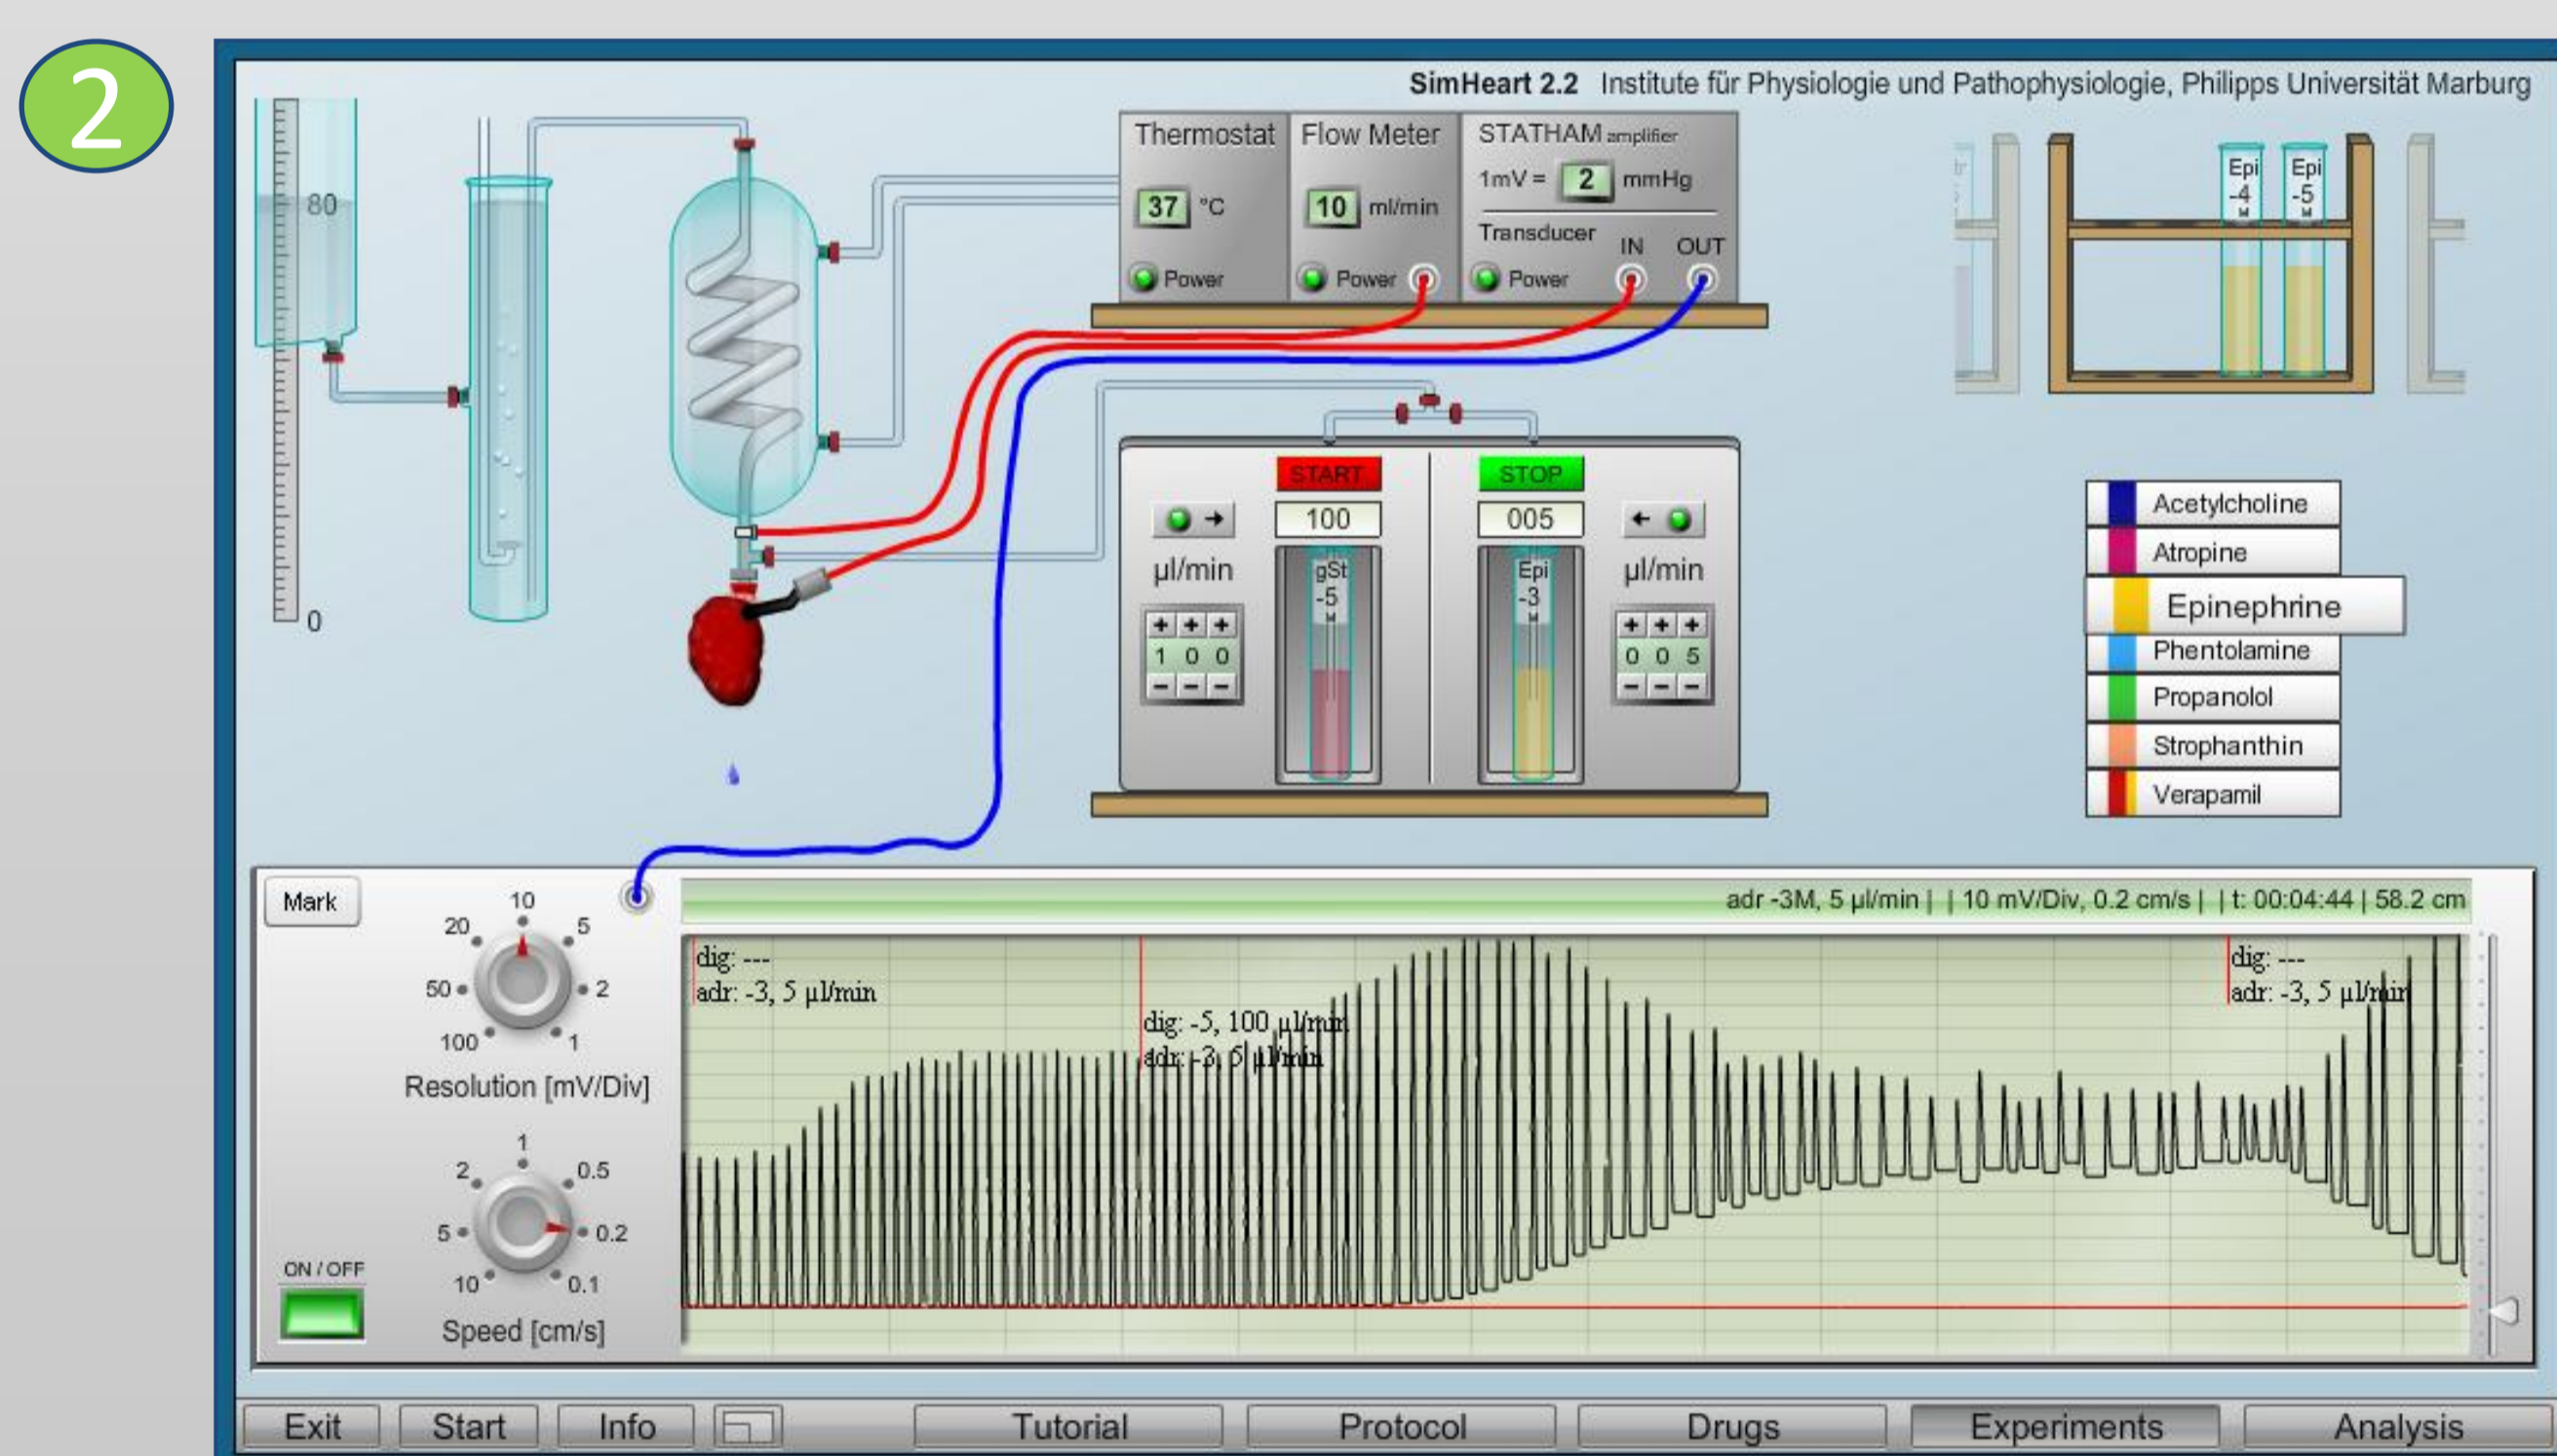 2
SimHeart 2.2 Institute für Physiologie und Pathophysiologie, Philipps Universität Marburg
80
0
Thermostat
37 °C
Power
Flow Meter
10 ml/min
Power
STATHAM amplifier
1mV = 2 mmHg
Transducer
IN OUT
Power
Epi
-4
M
Epi
-5
M
START
100
µl/min
+ + +
1 0 0
- - -
gSt
-5
M
STOP
005
µl/min
+ + +
0 0 5
- - -
Epi
-3
M
Acetylcholine
Atropine
Epinephrine
Phentolamine
Propanolol
Strophanthin
Verapamil
Mark
10
20 5
50 2
100 1
Resolution [mV/Div]
1
2 0.5
5 0.2
10 0.1
Speed [cm/s]
ON / OFF
adr -3M, 5 µl/min | | 10 mV/Div, 0.2 cm/s | | t: 00:04:44 | 58.2 cm
dig: ---
adr: -3, 5 µl/min
dig: -5, 100 µl/min
adr: -3, 5 µl/min
dig: ---
adr: -3, 5 µl/min
Exit Start Info Tutorial Protocol Drugs Experiments Analysis